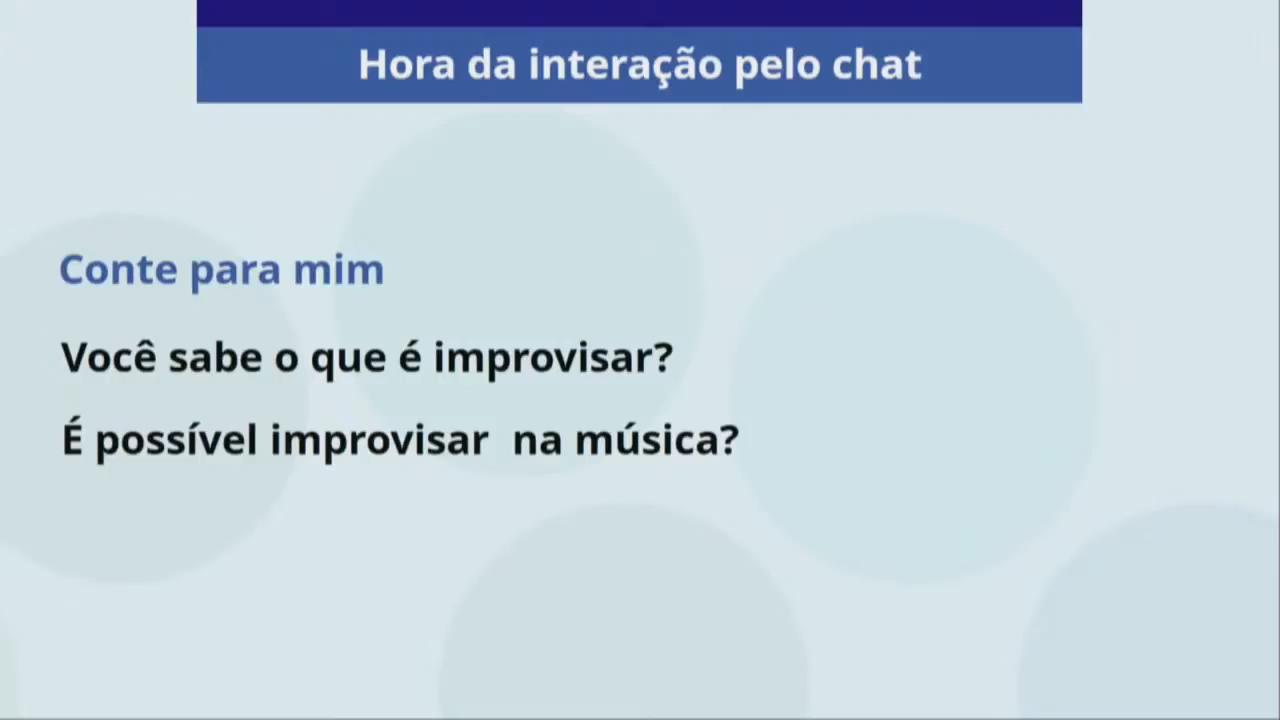 Hora da interação pelo chat
Conte para mim
Você sabe o que é improvisar?
É possível improvisar  na música?